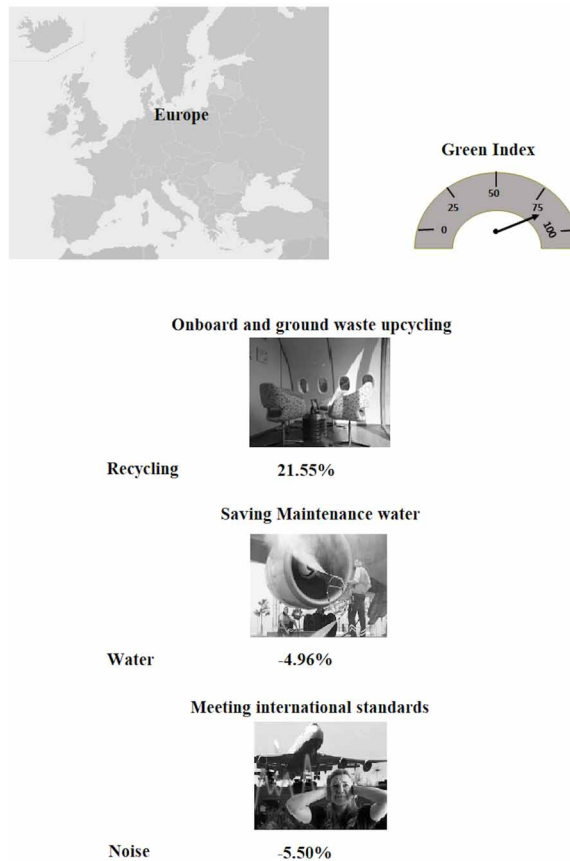 Europe
Green Index
0
25
50
75
100
Onboard and ground waste upcycling
Recycling 21.55%
Saving Maintenance water
Water -4.96%
Meeting international standards
Noise -5.50%